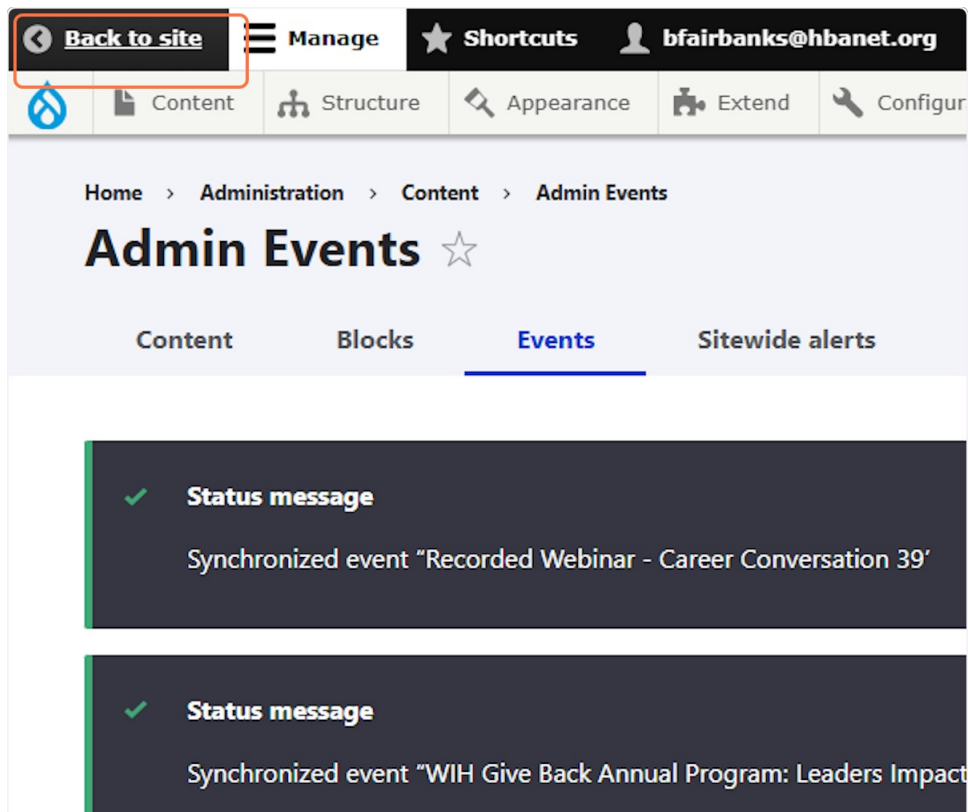 Back to site Manage Shortcuts bfairbanks@hbanet.org
Content Structure Appearance Extend Configur
Home › Administration › Content › Admin Events
Admin Events
Content Blocks Events Sitewide alerts
Status message
Synchronized event “Recorded Webinar - Career Conversation 39’
Status message
Synchronized event “WIH Give Back Annual Program: Leaders Impact